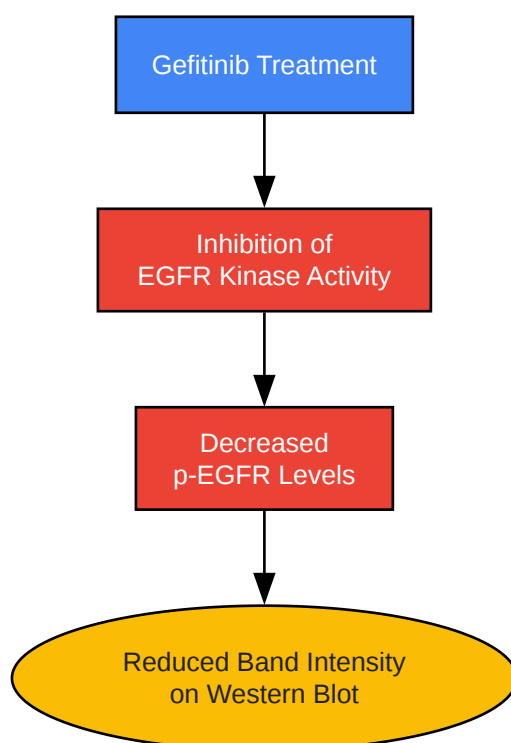 Gefitinib Treatment
Inhibition of
EGFR Kinase Activity
Decreased
p-EGFR Levels
Reduced Band Intensity
on Western Blot